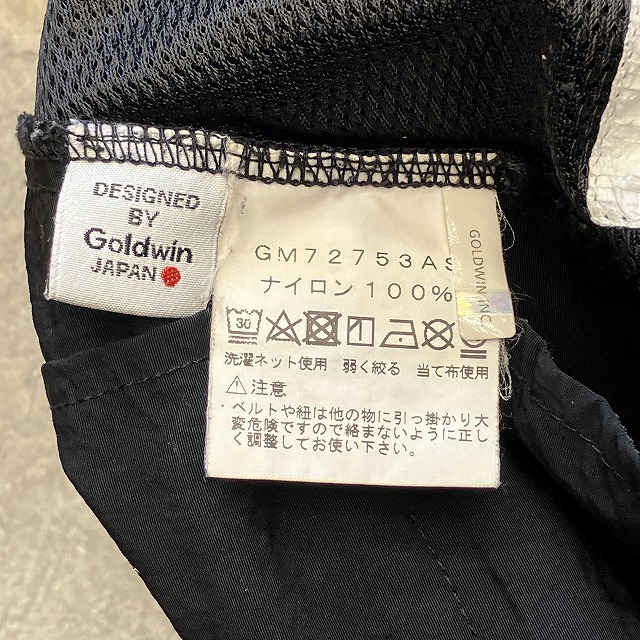 DESIGNED
BY
Goldwin
JAPAN
GM72753AS
ナイロン100%
GOLDWIN INC
30
洗濯ネット使用 弱く絞る 当て布使用
注意
・ベルトや紐は他の物に引っ掛かり大
変危険ですので絡まないように正し
く調整してお使い下さい。